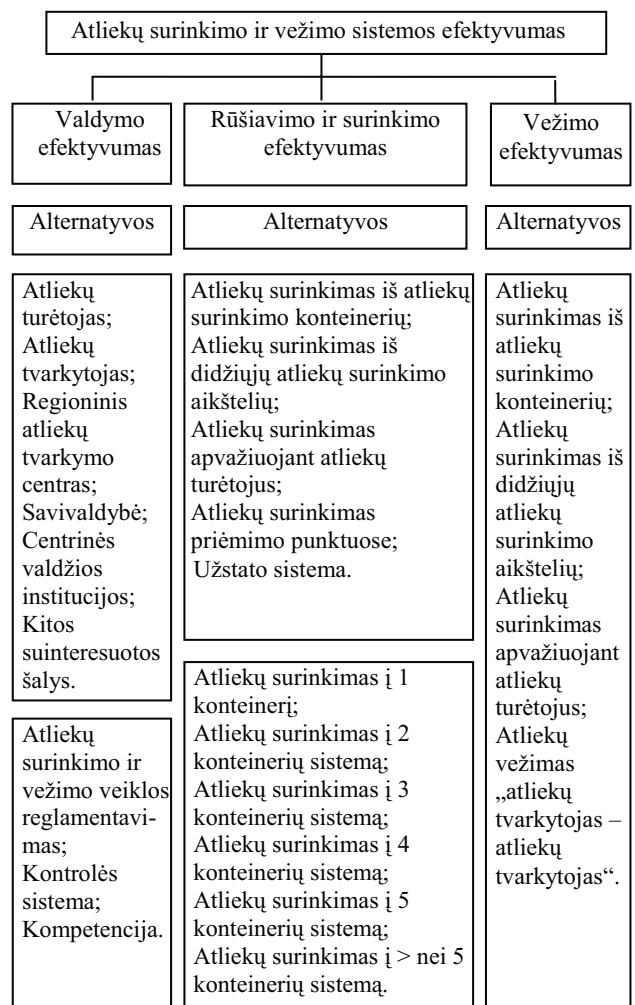 Atliekų surinkimo ir vežimo sistemos efektyvumas
Valdymo
efektyvumas
Rūšiavimo ir surinkimo
efektyvumas
Vežimo
efektyvumas
Alternatyvos
Alternatyvos
Alternatyvos
Atliekų
turėtojas;
Atliekų
tvarkytojas;
Regioninis
atliekų
tvarkymo
centras;
Savivaldybė;
Centrinės
valdžios
institucijos;
Kitos
suinteresuotos
šalys.
Atliekų
surinkimo ir
vežimo veiklos
reglamentavi-
mas;
Kontrolės
sistema;
Kompetencija.
Atliekų surinkimas iš atliekų
surinkimo konteinerių;
Atliekų surinkimas iš
didžiųjų atliekų surinkimo
aikštelių;
Atliekų surinkimas
apvažiuojant atliekų
turėtojus;
Atliekų surinkimas
priėmimo punktuose;
Užstato sistema.
Atliekų surinkimas į 1
konteinerį;
Atliekų surinkimas į 2
konteinerių sistemą;
Atliekų surinkimas į 3
konteinerių sistemą;
Atliekų surinkimas į 4
konteinerių sistemą;
Atliekų surinkimas į 5
konteinerių sistemą;
Atliekų surinkimas į > nei 5
konteinerių sistemą.
Atliekų
surinkimas iš
atliekų
surinkimo
konteinerių;
Atliekų
surinkimas iš
didžiųjų
atliekų
surinkimo
aikštelių;
Atliekų
surinkimas
apvažiuojant
atliekų
turėtojus;
Atliekų
vežimas
„atliekų
tvarkytojas –
atliekų
tvarkytojas“.